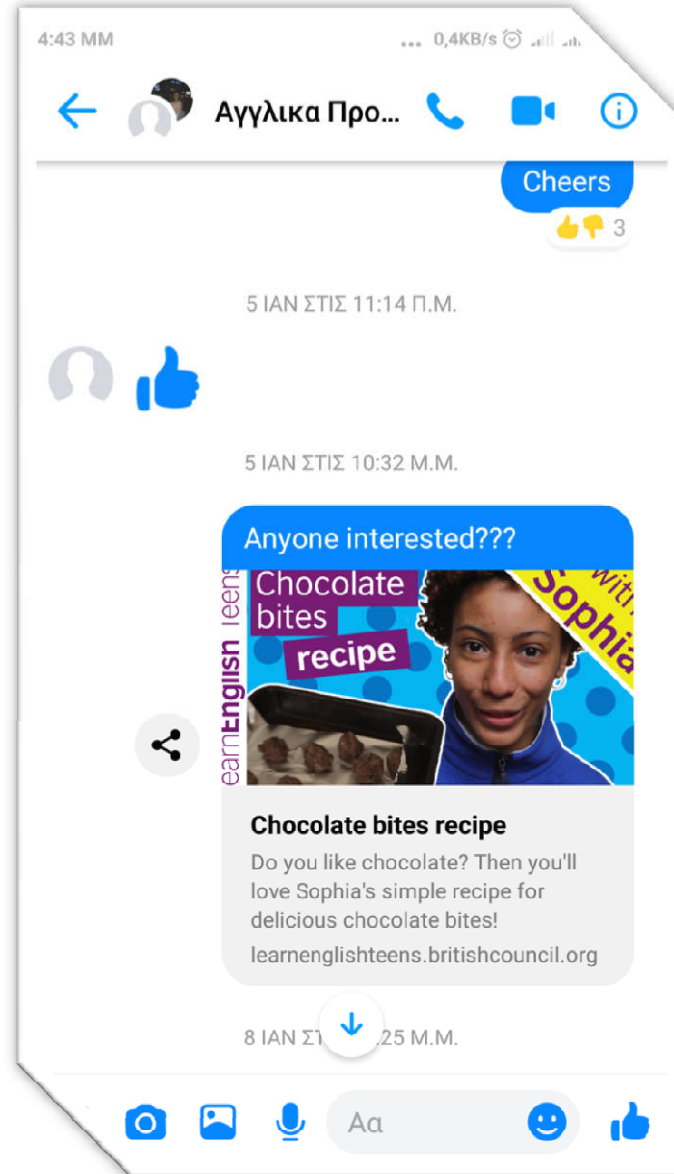 4:43 MM
... 0,4KB/s
Αγγλικα Προ...
Cheers
3
5 ΙΑΝ ΣΤΙΣ 11:14 Π.Μ.
5 ΙΑΝ ΣΤΙΣ 10:32 Μ.Μ.
Anyone interested???
earnEnglish Teens
Chocolate
bites
recipe
with
Sophia
Chocolate bites recipe
Do you like chocolate? Then you'll
love Sophia's simple recipe for
delicious chocolate bites!
learnenglishteens.britishcouncil.org
8 ΙΑΝ ΣΤ :25 Μ.Μ.
Αα